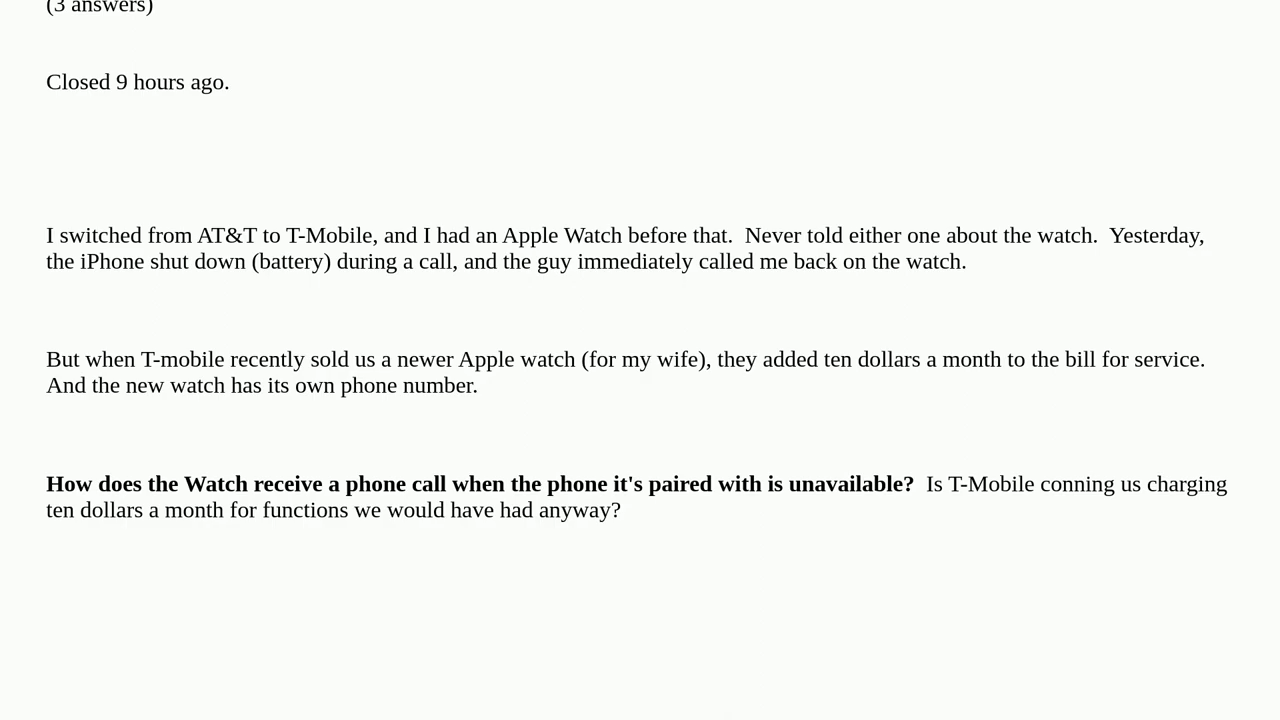 (3 answers)
Closed 9 hours ago.
I switched from AT&T to T-Mobile, and I had an Apple Watch before that.  Never told either one about the watch.  Yesterday,
the iPhone shut down (battery) during a call, and the guy immediately called me back on the watch.
But when T-mobile recently sold us a newer Apple watch (for my wife), they added ten dollars a month to the bill for service.
And the new watch has its own phone number.
How does the Watch receive a phone call when the phone it's paired with is unavailable?  Is T-Mobile conning us charging
ten dollars a month for functions we would have had anyway?